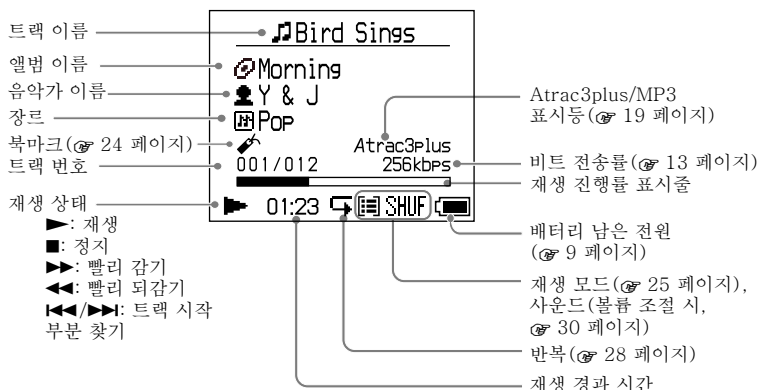 트랙 이름
앨범 이름
음악가 이름
장르
북마크(☞ 24 페이지)
트랙 번호
재생 상태
▶: 재생
■: 정지
▶▶: 빨리 감기
◀◀: 빨리 되감기
|◀◀/▶▶|: 트랙 시작
부분 찾기
Bird Sings
Morning
Y & J
Pop
Atrac3plus
001/012
256kbps
01:23
SHUF
Atrac3plus/MP3
표시등(☞ 19 페이지)
비트 전송률(☞ 13 페이지)
재생 진행률 표시줄
배터리 남은 전원
(☞ 9 페이지)
재생 모드(☞ 25 페이지),
사운드(볼륨 조절 시,
☞ 30 페이지)
반복(☞ 28 페이지)
재생 경과 시간